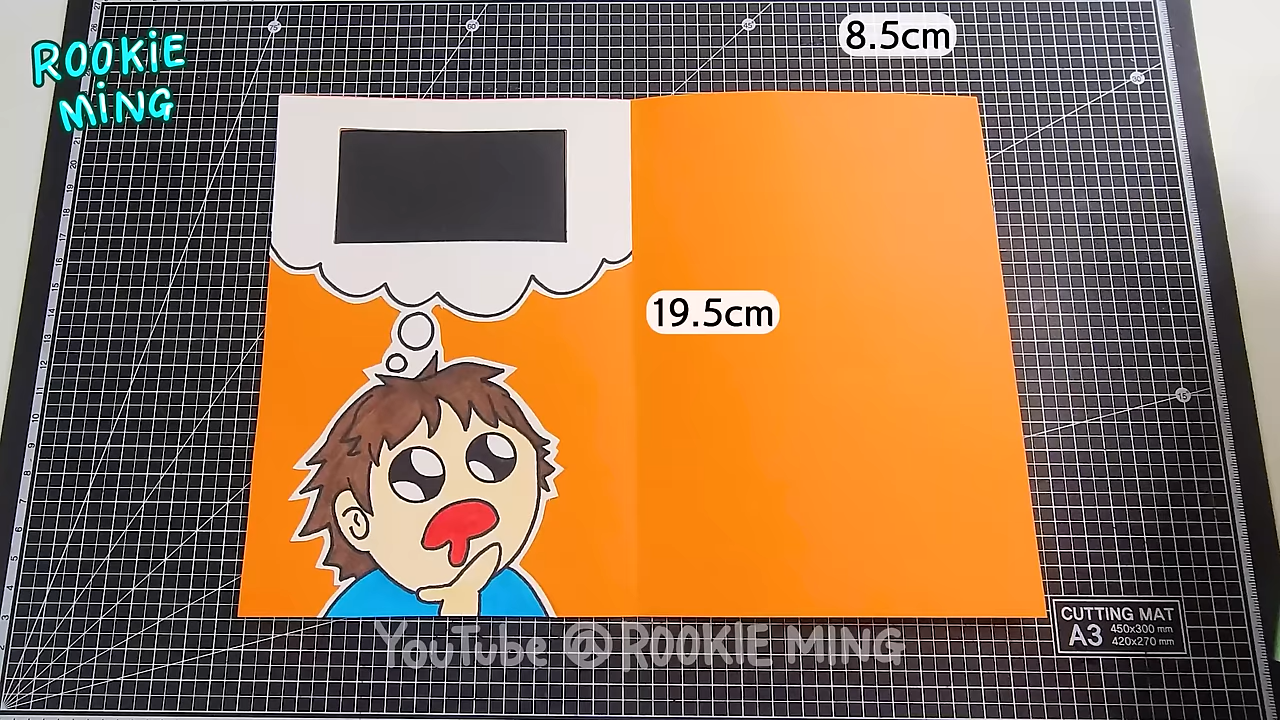 ROOKiE
MiNG
8.5cm
19.5cm
CUTTING MAT
A3
450x300 mm
420x270 mm
YouTube @ROOKIE MING